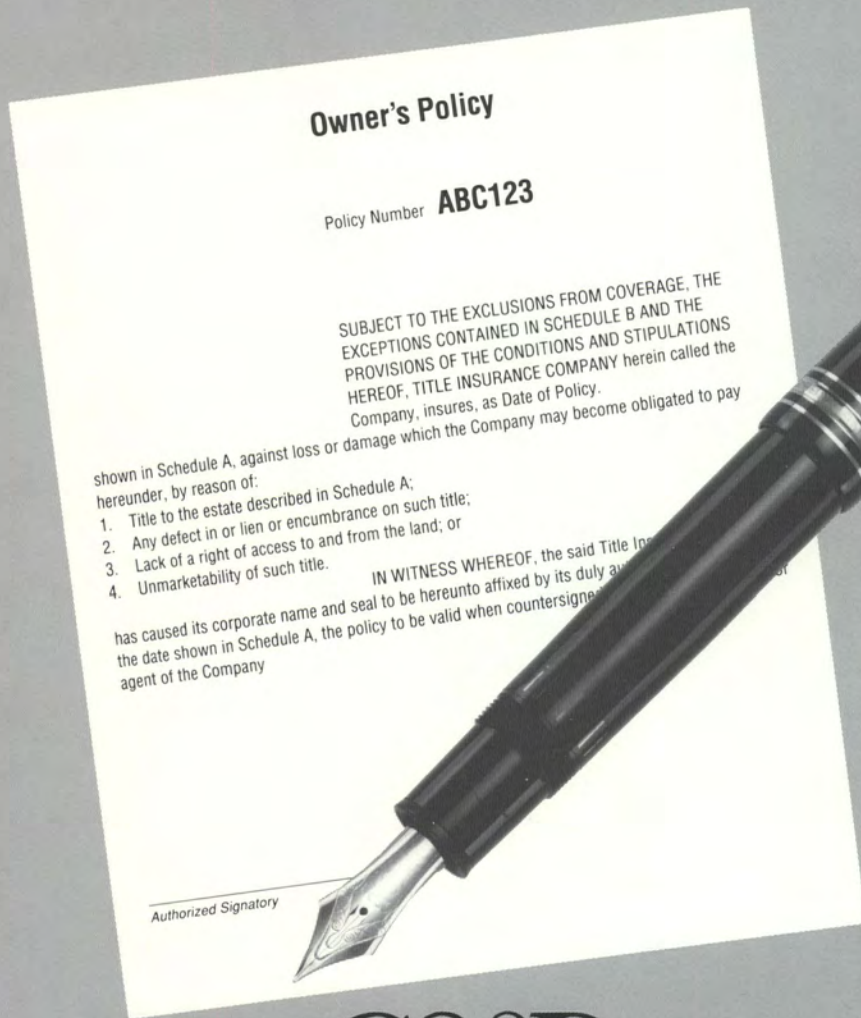 Owner's Policy
Policy Number ABC123
SUBJECT TO THE EXCLUSIONS FROM COVERAGE, THE
EXCEPTIONS CONTAINED IN SCHEDULE B AND THE
PROVISIONS OF THE CONDITIONS AND STIPULATIONS
HEREOF, TITLE INSURANCE COMPANY herein called the
Company, insures, as Date of Policy.
shown in Schedule A, against loss or damage which the Company may become obligated to pay
hereunder, by reason of:
1. Title to the estate described in Schedule A;
2. Any defect in or lien or encumbrance on such title;
3. Lack of a right of access to and from the land; or
4. Unmarketability of such title.
IN WITNESS WHEREOF, the said Title
has caused its corporate name and seal to be hereunto affixed by its duly
the date shown in Schedule A, the policy to be valid when
agent of the Company
Authorized Signatory